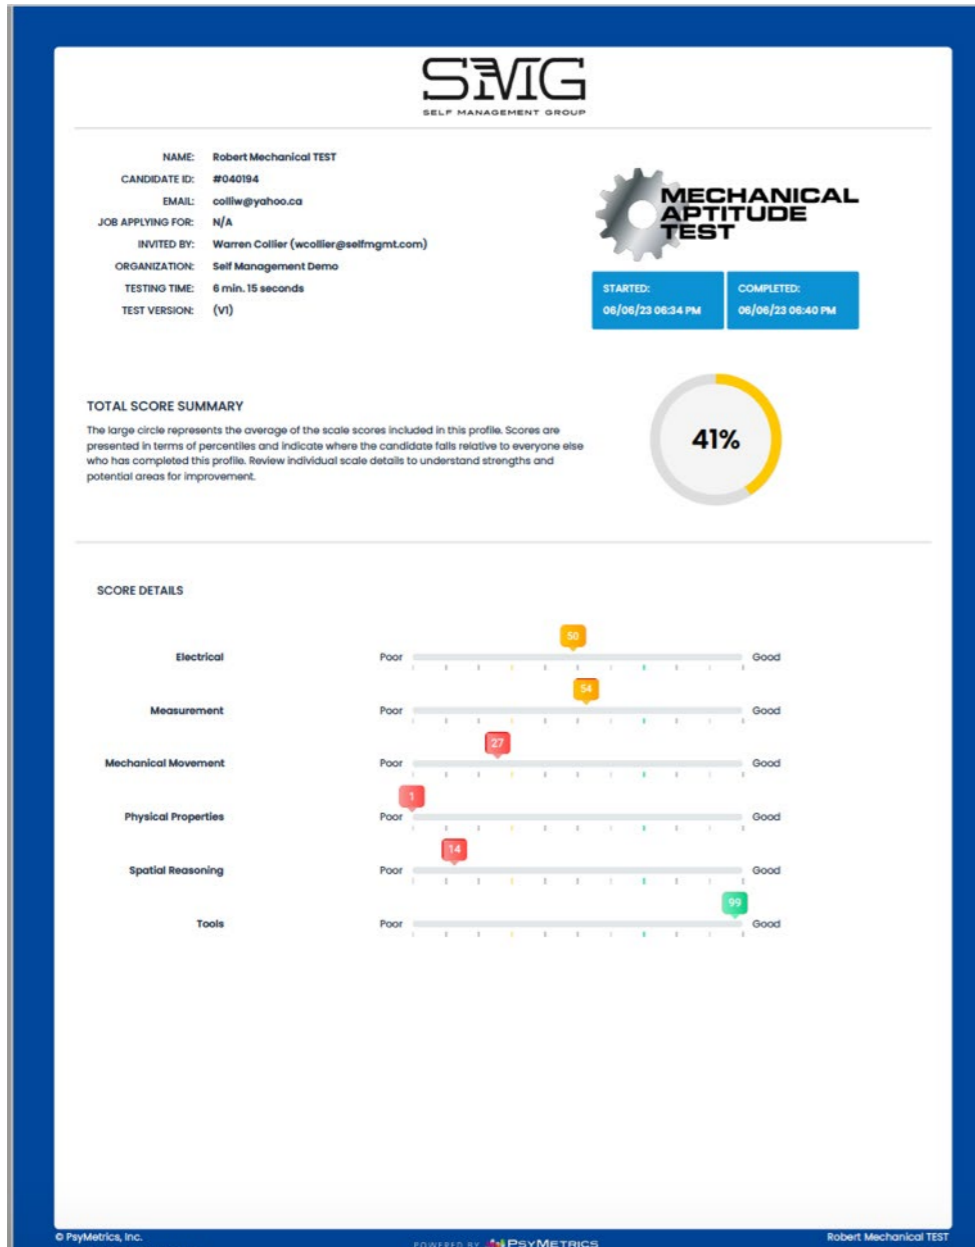 SMG
SELF MANAGEMENT GROUP
NAME: Robert Mechanical TEST
CANDIDATE ID: #040194
EMAIL: colliw@yahoo.ca
JOB APPLYING FOR: N/A
INVITED BY: Warren Collier (wcollier@selfmgmt.com)
ORGANIZATION: Self Management Demo
TESTING TIME: 6 min. 15 seconds
TEST VERSION: (V1)
MECHANICAL
APTITUDE
TEST
STARTED:
06/06/23 06:34 PM
COMPLETED:
06/06/23 06:40 PM
TOTAL SCORE SUMMARY
The large circle represents the average of the scale scores included in this profile. Scores are
presented in terms of percentiles and indicate where the candidate falls relative to everyone else
who has completed this profile. Review individual scale details to understand strengths and
potential areas for improvement.
41%
SCORE DETAILS
50
Electrical Poor Good
54
Measurement Poor Good
27
Mechanical Movement Poor Good
1
Physical Properties Poor Good
14
Spatial Reasoning Poor Good
99
Tools Poor Good
© PsyMetrics, Inc.
POWERED BY PSYMETRICS
Robert Mechanical TEST